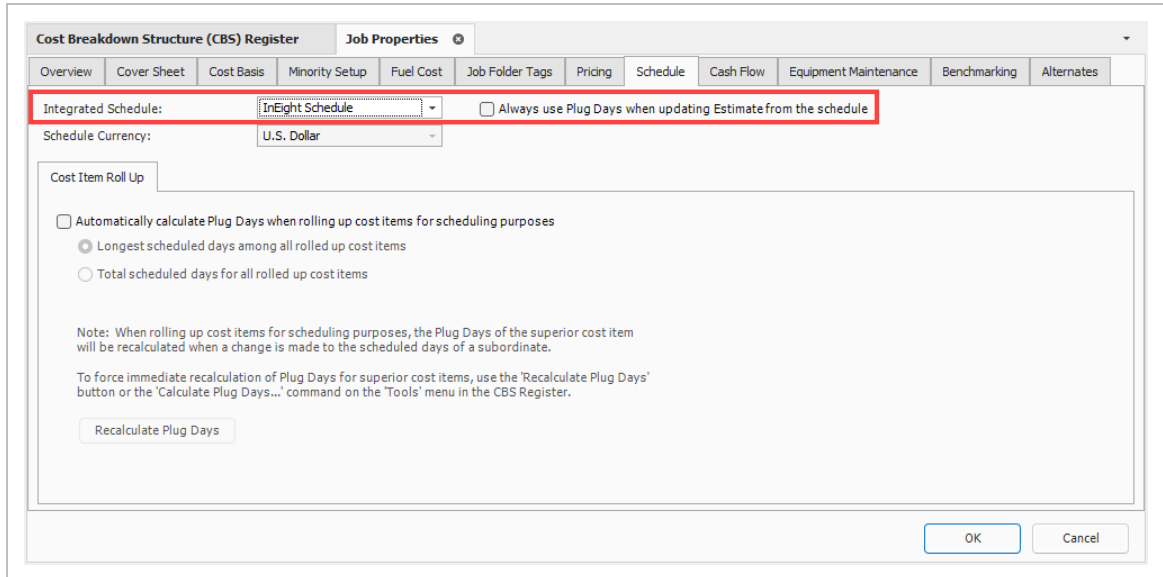 Cost Breakdown Structure (CBS) Register Job Properties
Overview Cover Sheet Cost Basis Minority Setup Fuel Cost Job Folder Tags Pricing Schedule Cash Flow Equipment Maintenance Benchmarking Alternates
Integrated Schedule: InEight Schedule Always use Plug Days when updating Estimate from the schedule
Schedule Currency: U.S. Dollar
Cost Item Roll Up
Automatically calculate Plug Days when rolling up cost items for scheduling purposes
Longest scheduled days among all rolled up cost items
Total scheduled days for all rolled up cost items
Note: When rolling up cost items for scheduling purposes, the Plug Days of the superior cost item
will be recalculated when a change is made to the scheduled days of a subordinate.
To force immediate recalculation of Plug Days for superior cost items, use the 'Recalculate Plug Days'
button or the 'Calculate Plug Days...' command on the 'Tools' menu in the CBS Register.
Recalculate Plug Days
OK Cancel